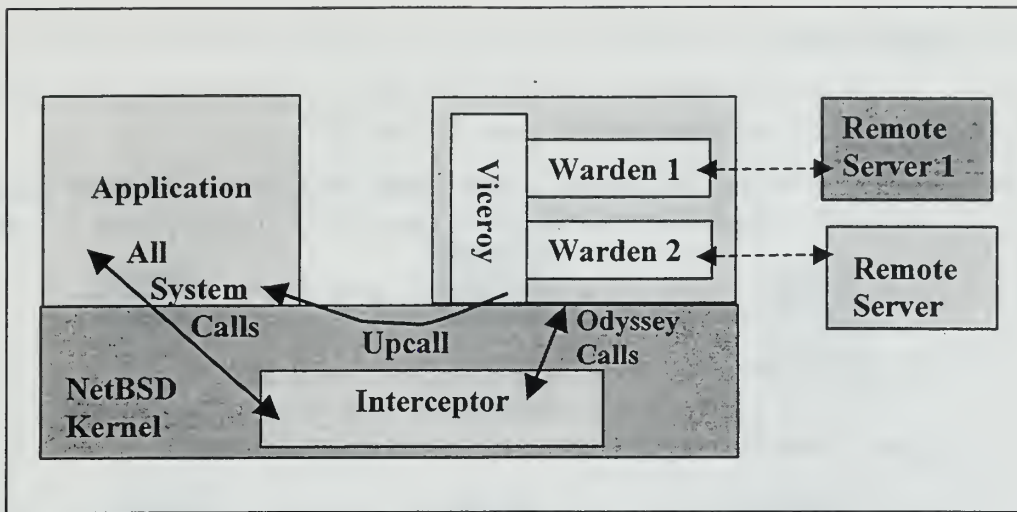 Application
All
System
Calls
Upcall
NetBSD
Kernel
Interceptor
Odyssey
Calls
Viceroy
Warden 1
Warden 2
Remote
Server 1
Remote
Server